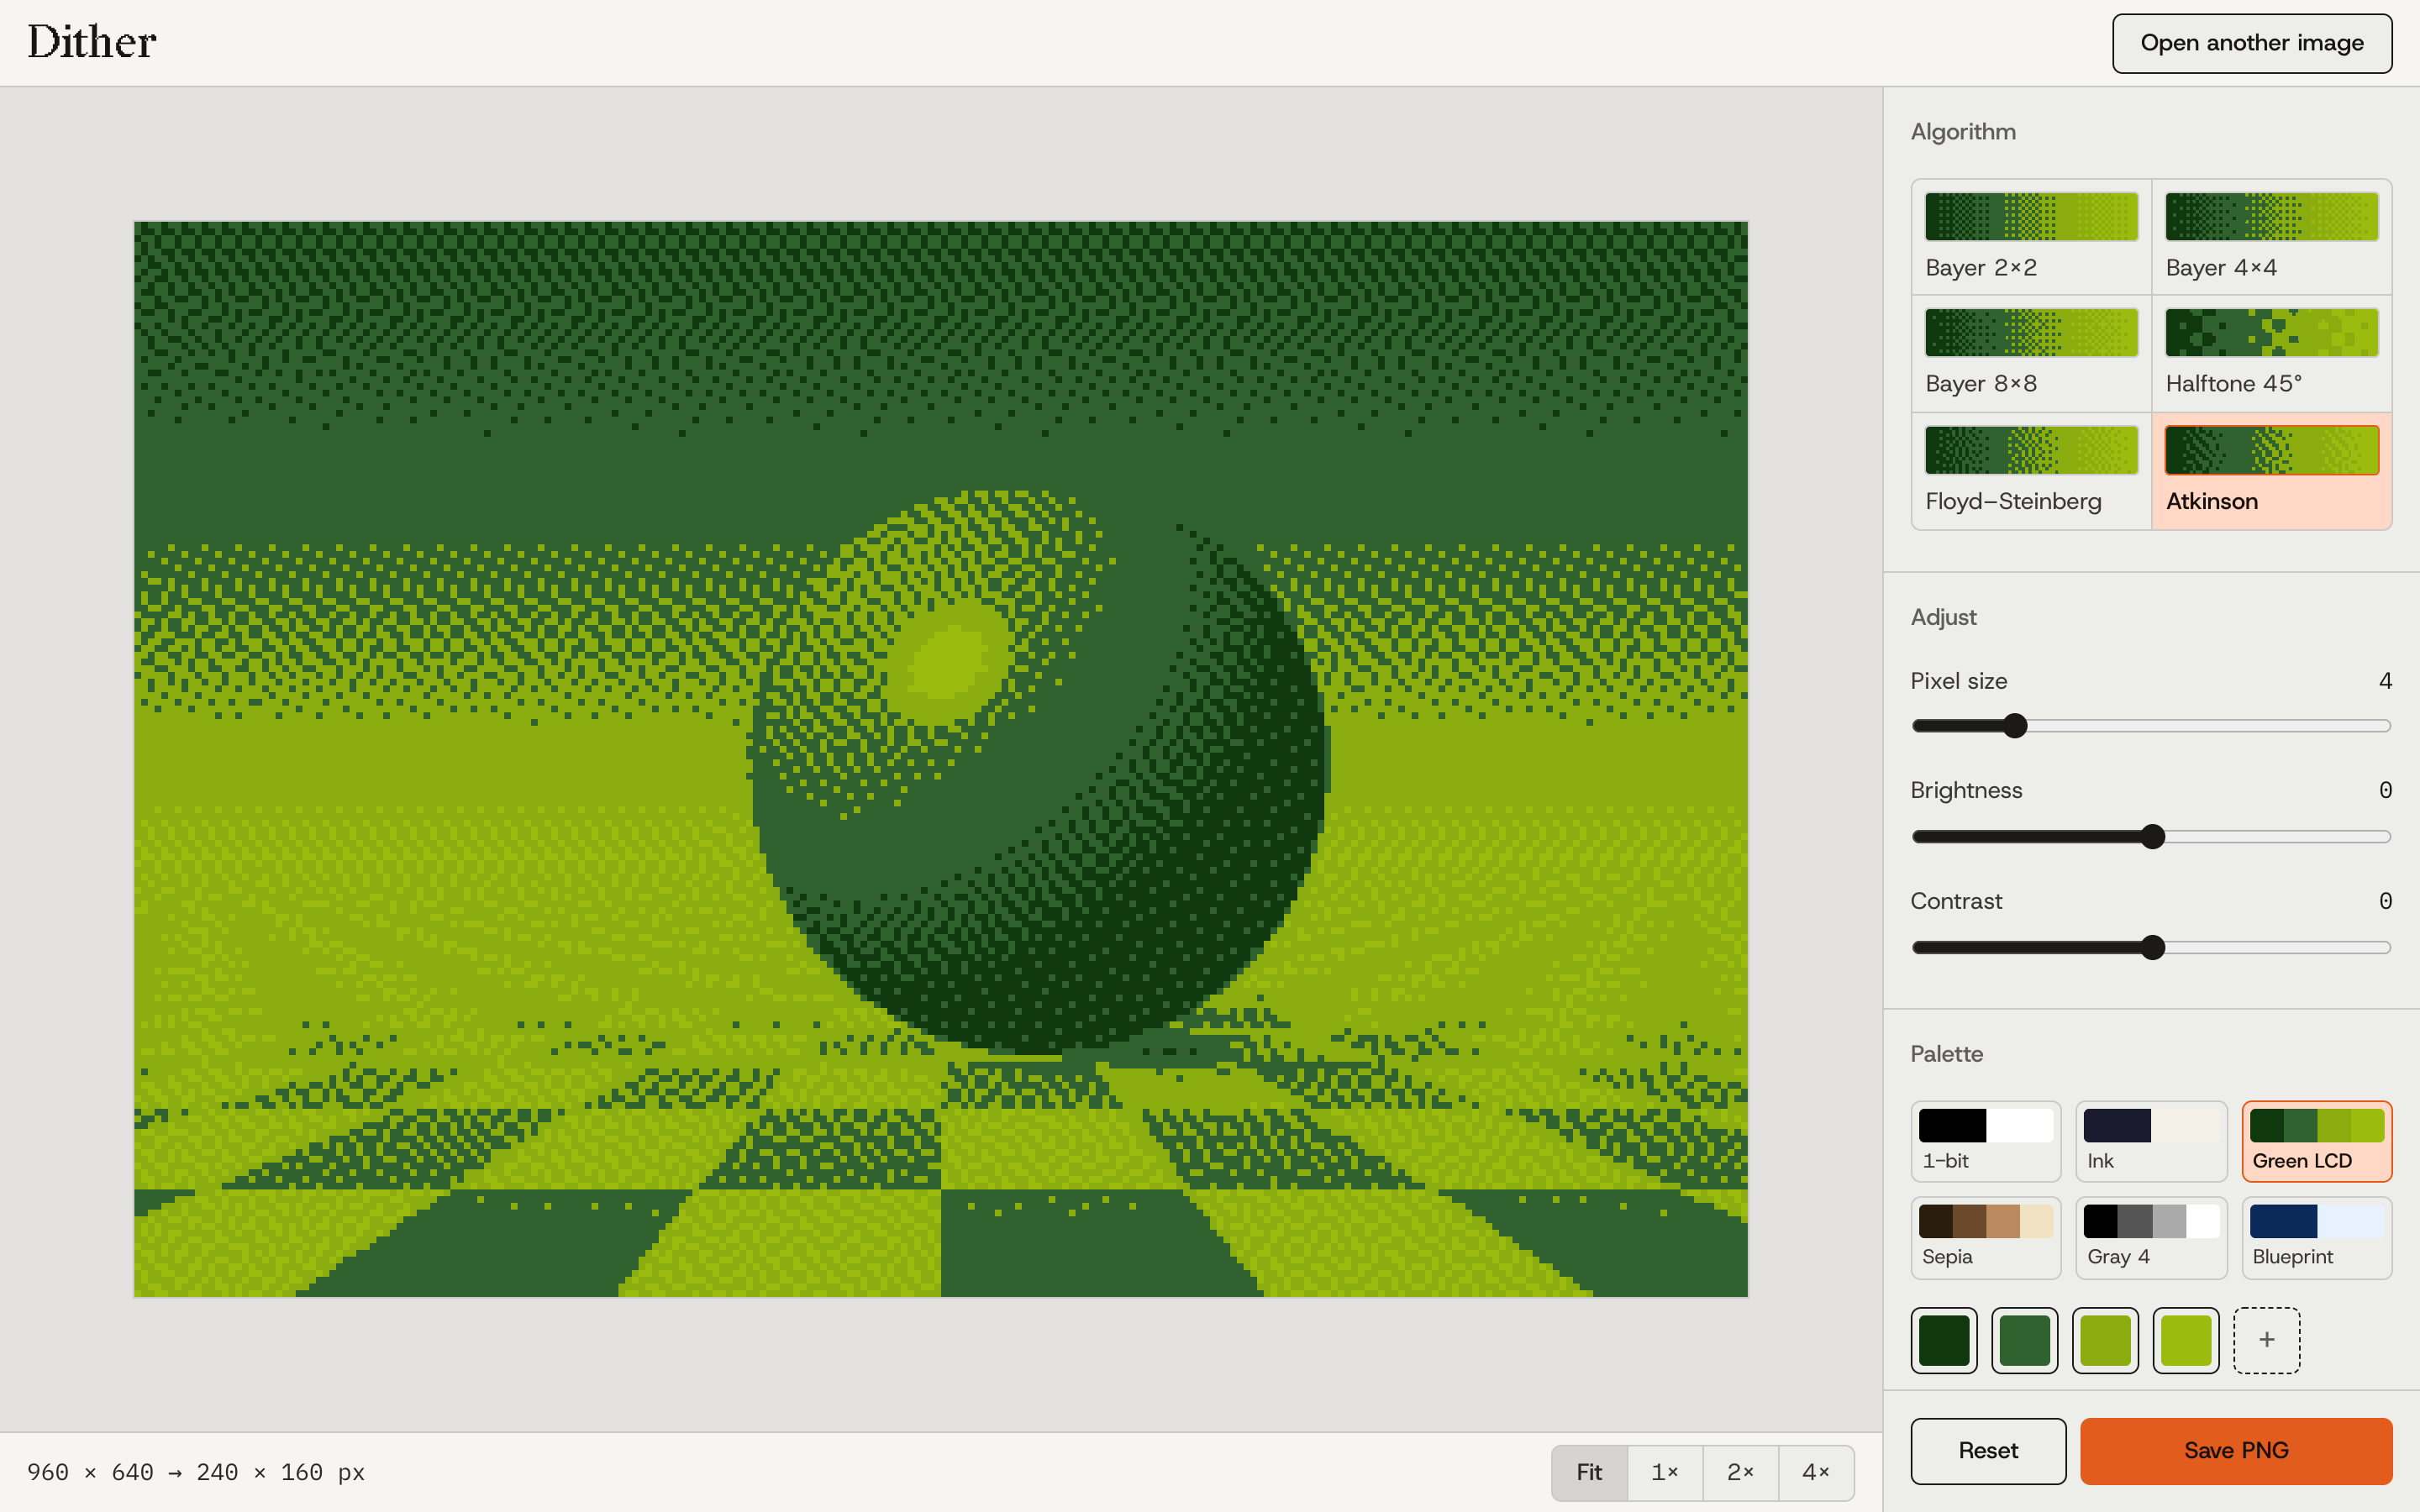 Dither
Open another image
Algorithm
Bayer 2×2
Bayer 4×4
Bayer 8×8
Halftone 45°
Floyd–Steinberg
Atkinson
Adjust
Pixel size 4
Brightness 0
Contrast 0
Palette
1-bit
Ink
Green LCD
Sepia
Gray 4
Blueprint
+
Reset
Save PNG
960 × 640 → 240 × 160 px
Fit
1×
2×
4×